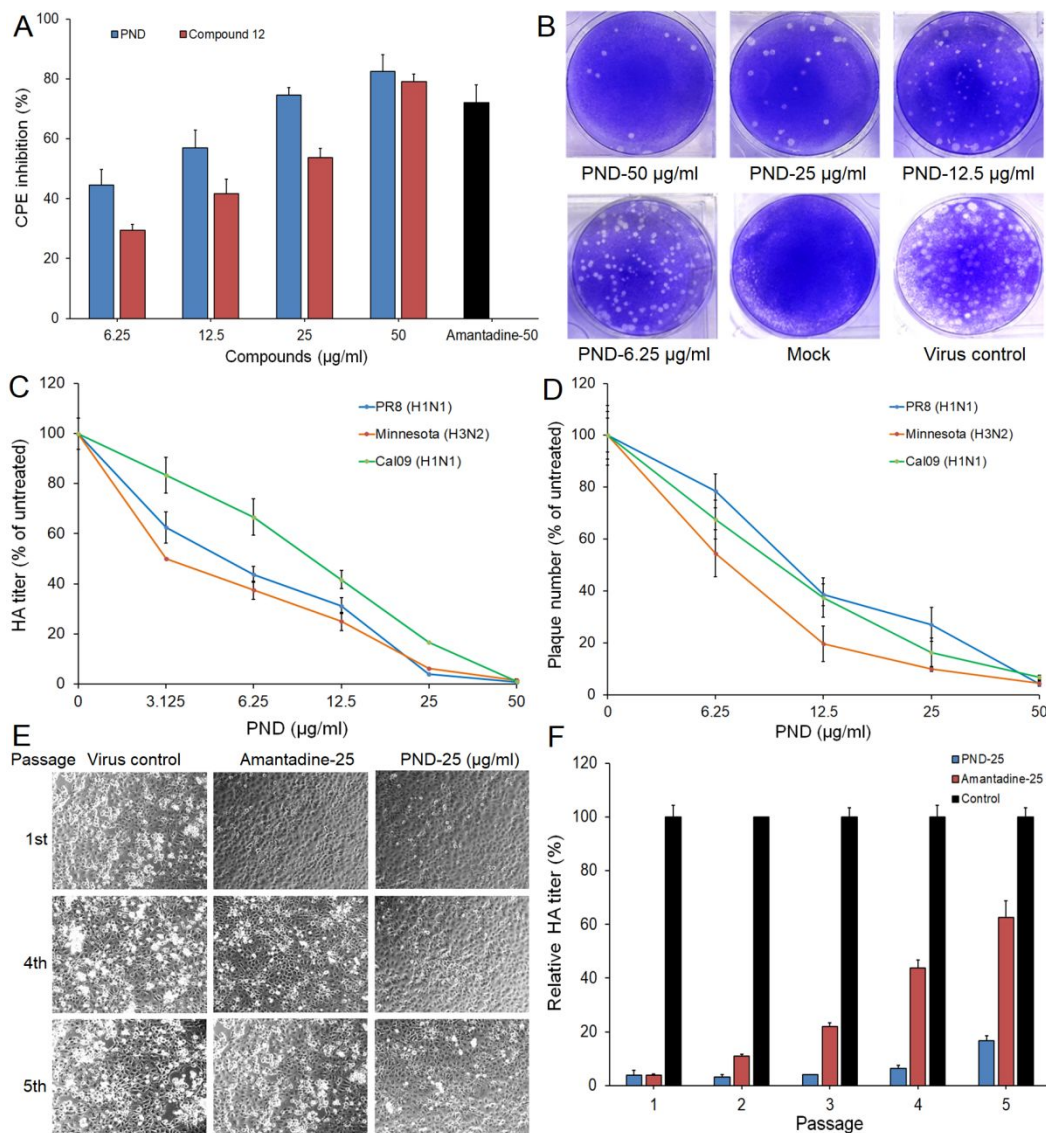 A
PND
Compound 12
CPE inhibition (%)
100
80
60
40
20
0
6.25
12.5
25
50
Amantadine-50
Compounds (µg/ml)
B
PND-50 µg/ml
PND-25 µg/ml
PND-12.5 µg/ml
PND-6.25 µg/ml
Mock
Virus control
C
PR8 (H1N1)
Minnesota (H3N2)
Cal09 (H1N1)
HA titer (% of untreated)
120
100
80
60
40
20
0
0
3.125
6.25
12.5
25
50
PND (µg/ml)
D
PR8 (H1N1)
Minnesota (H3N2)
Cal09 (H1N1)
Plaque number (% of untreated)
120
100
80
60
40
20
0
0
6.25
12.5
25
50
PND (µg/ml)
E
Passage Virus control Amantadine-25 PND-25 (µg/ml)
1st
4th
5th
F
PND-25
Amantadine-25
Control
Relative HA titer (%)
120
100
80
60
40
20
0
1
2
3
4
5
Passage